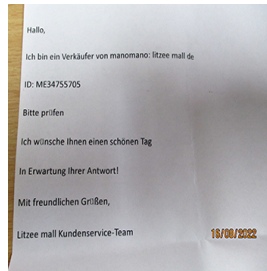 Hallo,
Ich bin ein Verkäufer von manomano: litzee mall de
ID: ME34755705
Bitte prüfen
Ich wünsche Ihnen einen schönen Tag
In Erwartung Ihrer Antwort!
Mit freundlichen Grüßen,
Litzee mall Kundenservice-Team
16/08/2022